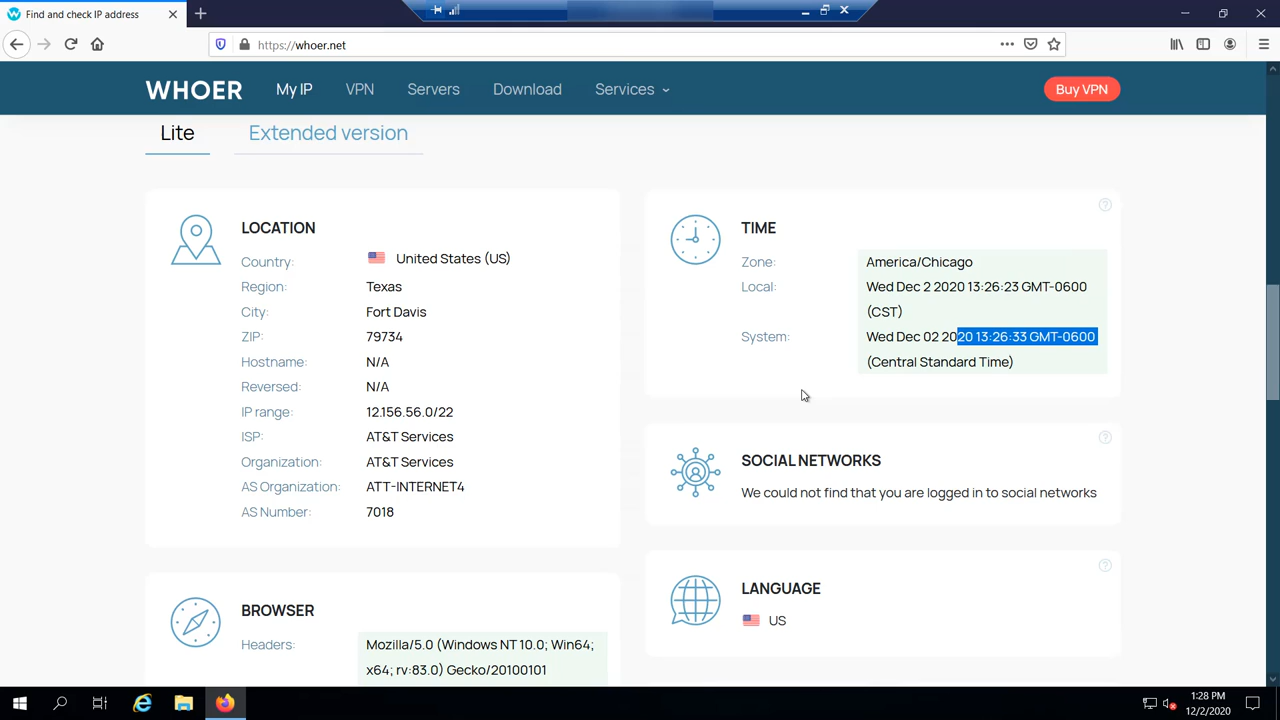 Find and check IP address
https://whoer.net
WHOER
My IP
VPN
Servers
Download
Services
Buy VPN
Lite
Extended version
LOCATION
Country: United States (US)
Region: Texas
City: Fort Davis
ZIP: 79734
Hostname: N/A
Reversed: N/A
IP range: 12.156.56.0/22
ISP: AT&T Services
Organization: AT&T Services
AS Organization: ATT-INTERNET4
AS Number: 7018
BROWSER
Headers: Mozilla/5.0 (Windows NT 10.0; Win64;
x64; rv:83.0) Gecko/20100101
TIME
Zone: America/Chicago
Local: Wed Dec 2 2020 13:26:23 GMT-0600
(CST)
System: Wed Dec 02 2020 13:26:33 GMT-0600
(Central Standard Time)
SOCIAL NETWORKS
We could not find that you are logged in to social networks
LANGUAGE
US
1:28 PM
12/2/2020